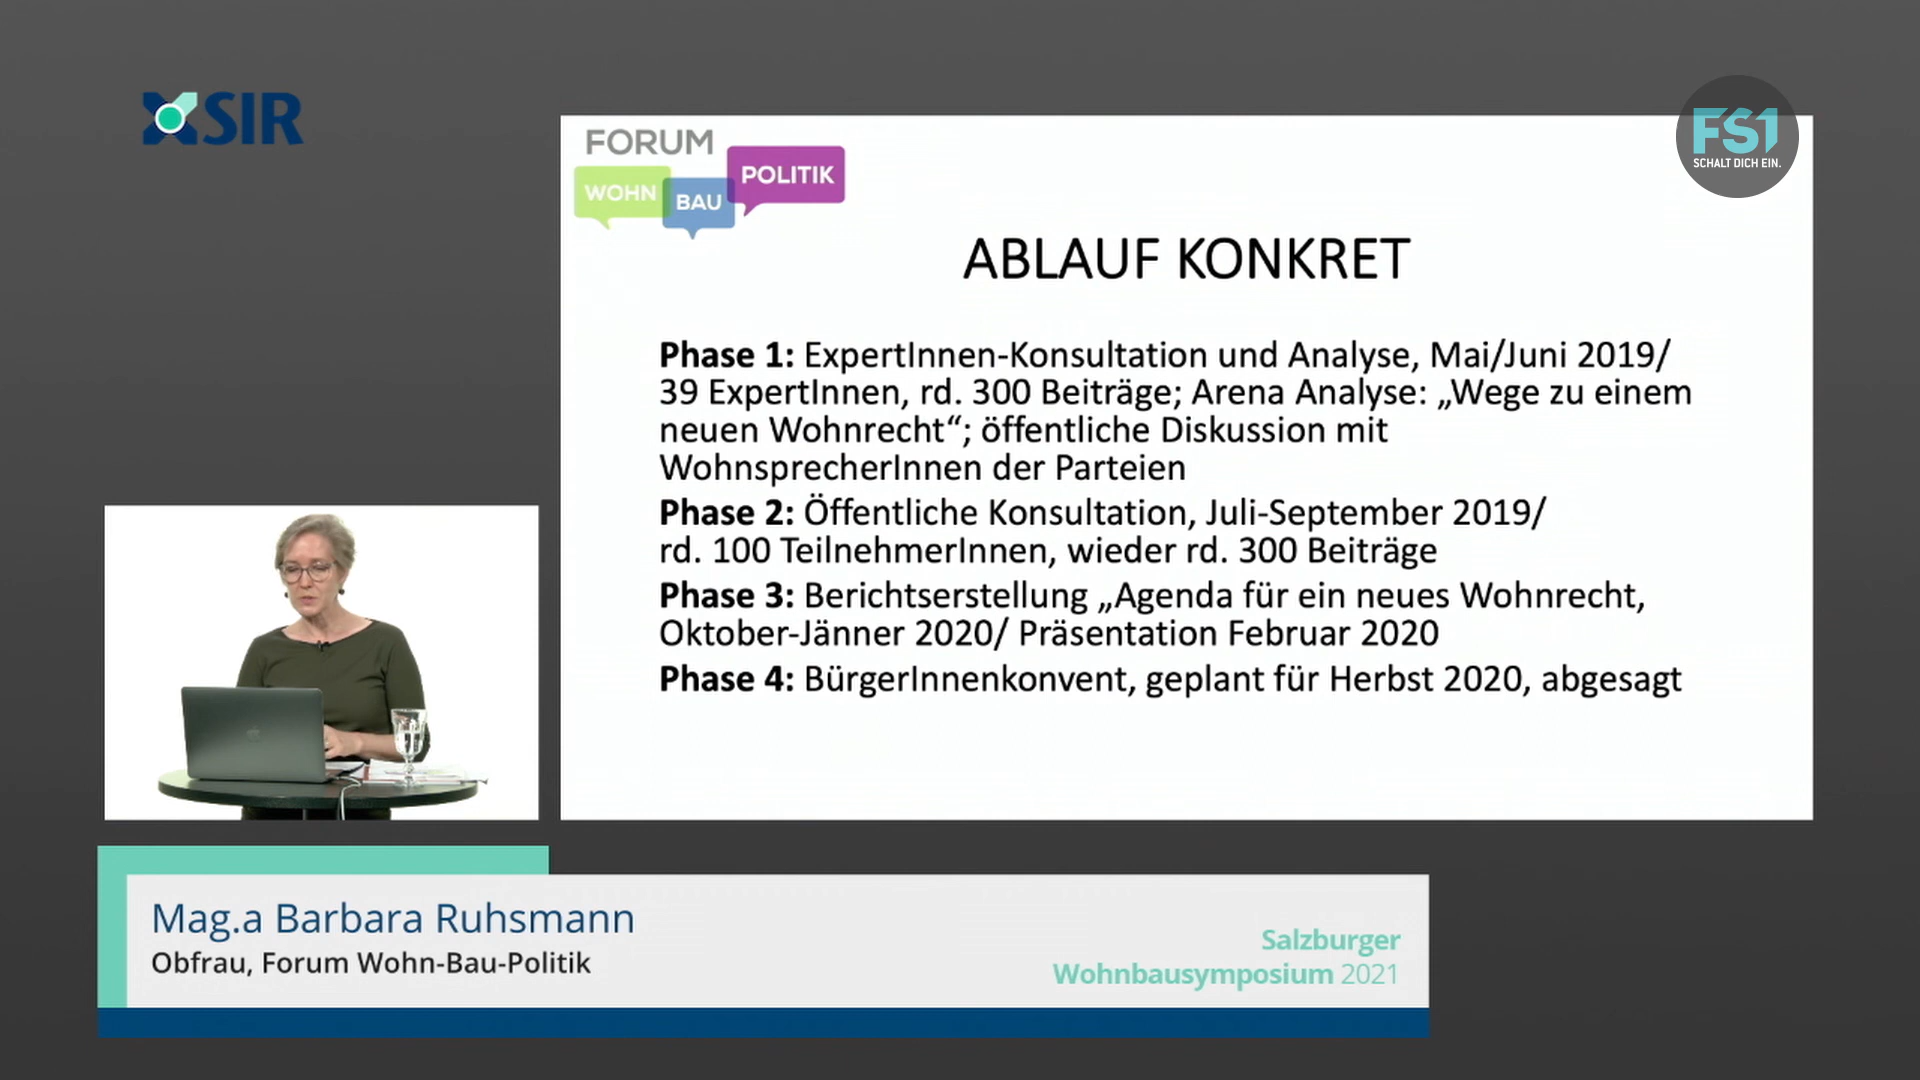 SIR
FS1
SCHALT DICH EIN.
FORUM
WOHN
BAU
POLITIK
ABLAUF KONKRET
Phase 1: ExpertInnen-Konsultation und Analyse, Mai/Juni 2019/
39 ExpertInnen, rd. 300 Beiträge; Arena Analyse: „Wege zu einem
neuen Wohnrecht“; öffentliche Diskussion mit
WohnsprecherInnen der Parteien
Phase 2: Öffentliche Konsultation, Juli-September 2019/
rd. 100 TeilnehmerInnen, wieder rd. 300 Beiträge
Phase 3: Berichtserstellung „Agenda für ein neues Wohnrecht,
Oktober-Jänner 2020/ Präsentation Februar 2020
Phase 4: BürgerInnenkonvent, geplant für Herbst 2020, abgesagt
Mag.a Barbara Ruhsmann
Obfrau, Forum Wohn-Bau-Politik
Salzburger
Wohnbausymposium 2021